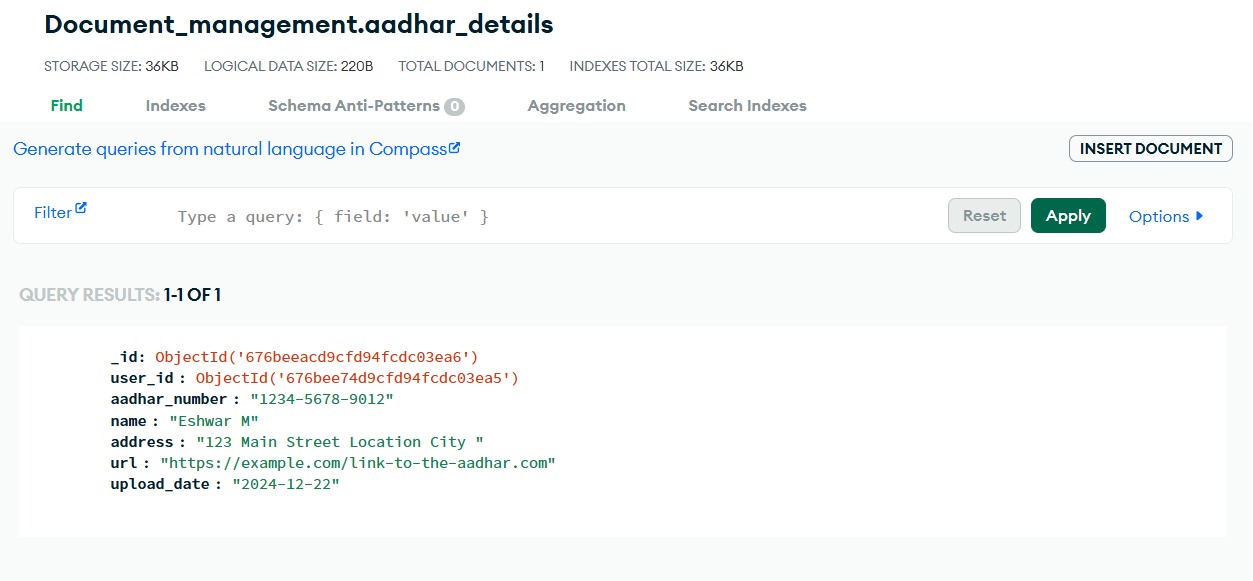 Document_management.aadhar_details
STORAGE SIZE: 36KB LOGICAL DATA SIZE: 220B TOTAL DOCUMENTS: 1 INDEXES TOTAL SIZE: 36KB
Find Indexes Schema Anti-Patterns 0 Aggregation Search Indexes
Generate queries from natural language in Compass
INSERT DOCUMENT
Filter Type a query: { field: 'value' } Reset Apply Options
QUERY RESULTS: 1-1 OF 1
_id: ObjectId('676beeacd9cfd94fcdc03ea6')
user_id : ObjectId('676bee74d9cfd94fcdc03ea5')
aadhar_number : "1234-5678-9012"
name : "Eshwar M"
address : "123 Main Street Location City "
url : "https://example.com/link-to-the-aadhar.com"
upload_date : "2024-12-22"